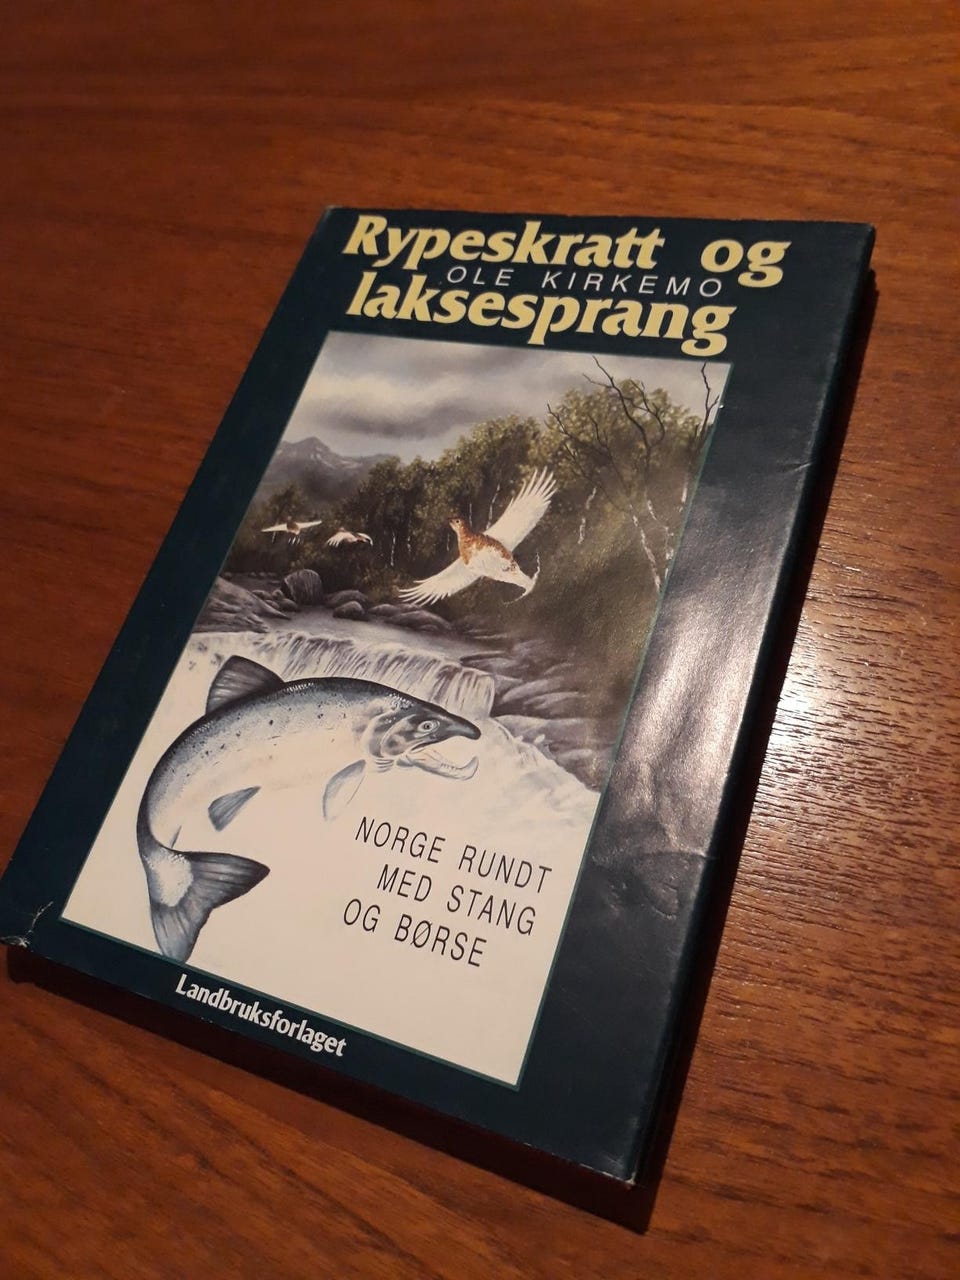 Rypeskratt og
OLE KIRKEMO
laksesprang
NORGE RUNDT
MED STANG
OG BØRSE
Landbruksforlaget